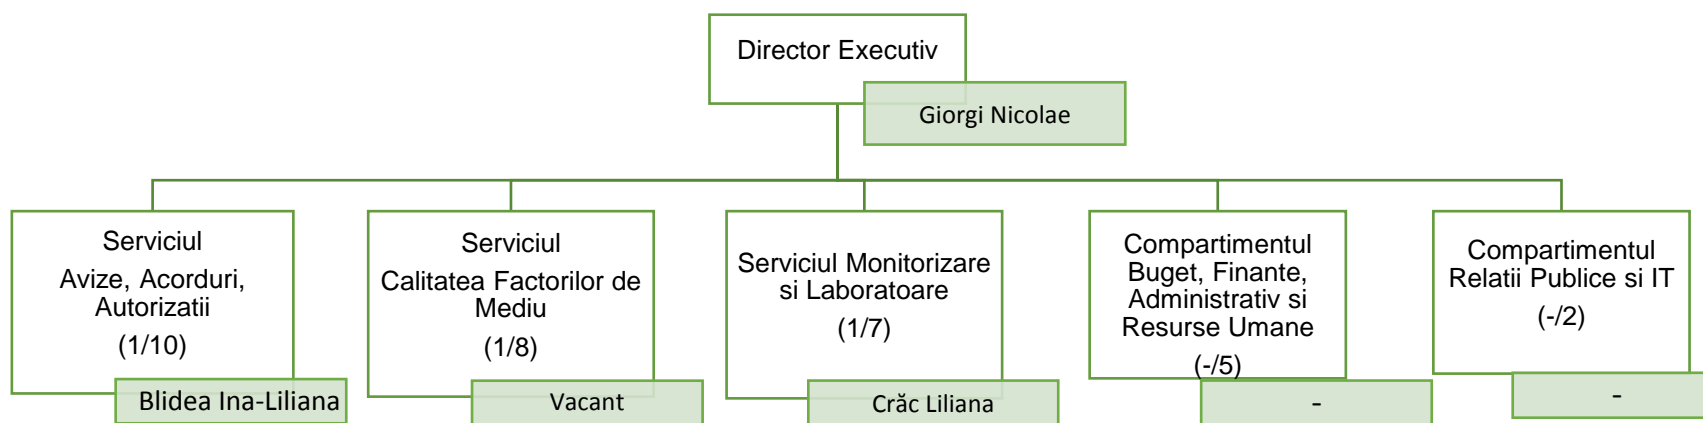 Director Executiv
Giorgi Nicolae
Serviciul
Avize, Acorduri,
Autorizatii
(1/10)
Blidea Ina-Liliana
Serviciul
Calitatea Factorilor de
Mediu
(1/8)
Vacant
Serviciul Monitorizare
si Laboratoare
(1/7)
Crăc Liliana
Compartimentul
Buget, Finante,
Administrativ si
Resurse Umane
(-/5)
-
Compartimentul
Relatii Publice si IT
(-/2)
-